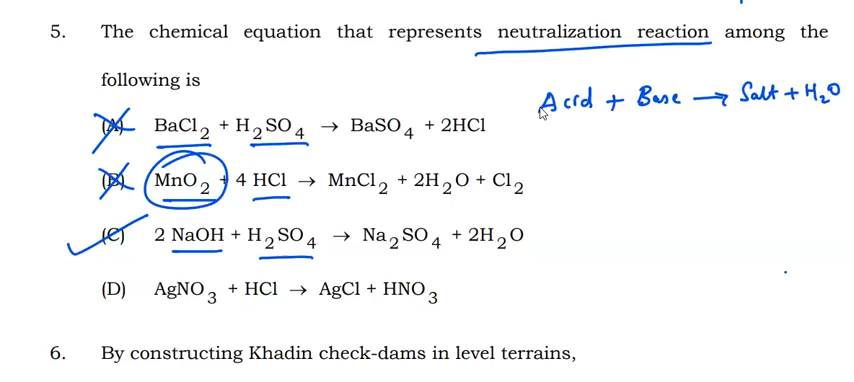 5. The chemical equation that represents neutralization reaction among the
following is
Acid + Base → Salt + H₂O
(A) BaCl₂ + H₂SO₄ → BaSO₄ + 2HCl
(B) MnO₂ + 4 HCl → MnCl₂ + 2H₂O + Cl₂
(C) 2 NaOH + H₂SO₄ → Na₂SO₄ + 2H₂O
(D) AgNO₃ + HCl → AgCl + HNO₃
6. By constructing Khadin check-dams in level terrains,